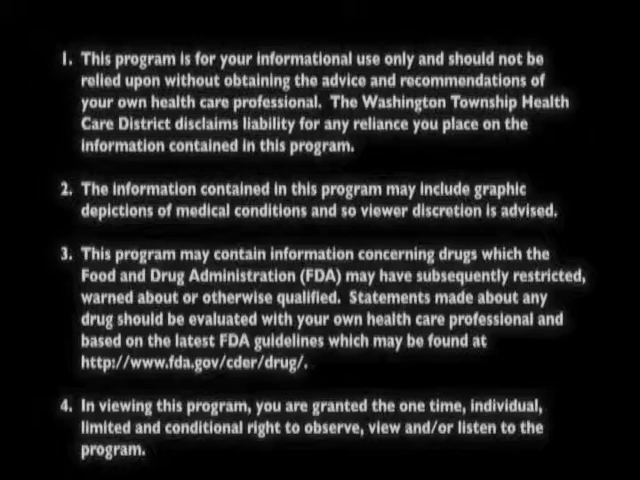 1. This program is for your informational use only and should not be
relied upon without obtaining the advice and recommendations of
your own health care professional. The Washington Township Health
Care District disclaims liability for any reliance you place on the
information contained in this program.
2. The information contained in this program may include graphic
depictions of medical conditions and so viewer discretion is advised.
3. This program may contain information concerning drugs which the
Food and Drug Administration (FDA) may have subsequently restricted,
warned about or otherwise qualified. Statements made about any
drug should be evaluated with your own health care professional and
based on the latest FDA guidelines which may be found at
http://www.fda.gov/cder/drug/.
4. In viewing this program, you are granted the one time, individual,
limited and conditional right to observe, view and/or listen to the
program.